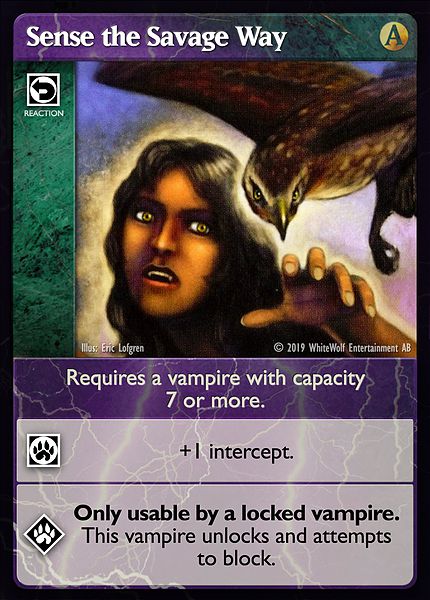 Sense the Savage Way
A
REACTION
Illus: Eric Lofgren
© 2019 WhiteWolf Entertainment AB
Requires a vampire with capacity
7 or more.
+1 intercept.
Only usable by a locked vampire.
This vampire unlocks and attempts
to block.